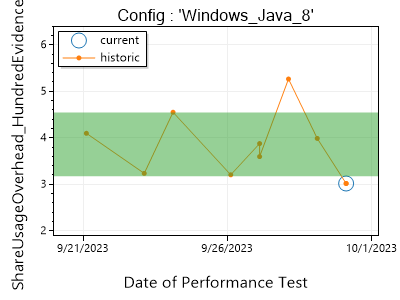 Config : 'Windows_Java_8'
ShareUsageOverhead_HundredEvidence
current
historic
6
5
4
3
2
9/21/2023
9/26/2023
10/1/2023
Date of Performance Test